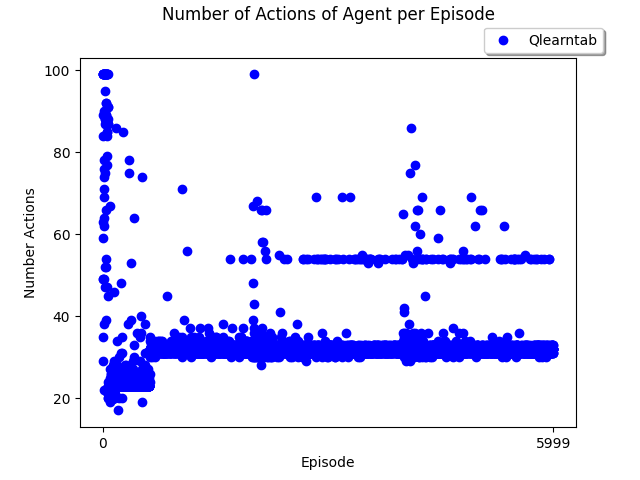 Number of Actions of Agent per Episode
Qlearntab
100
80
60
40
20
Number Actions
0
5999
Episode